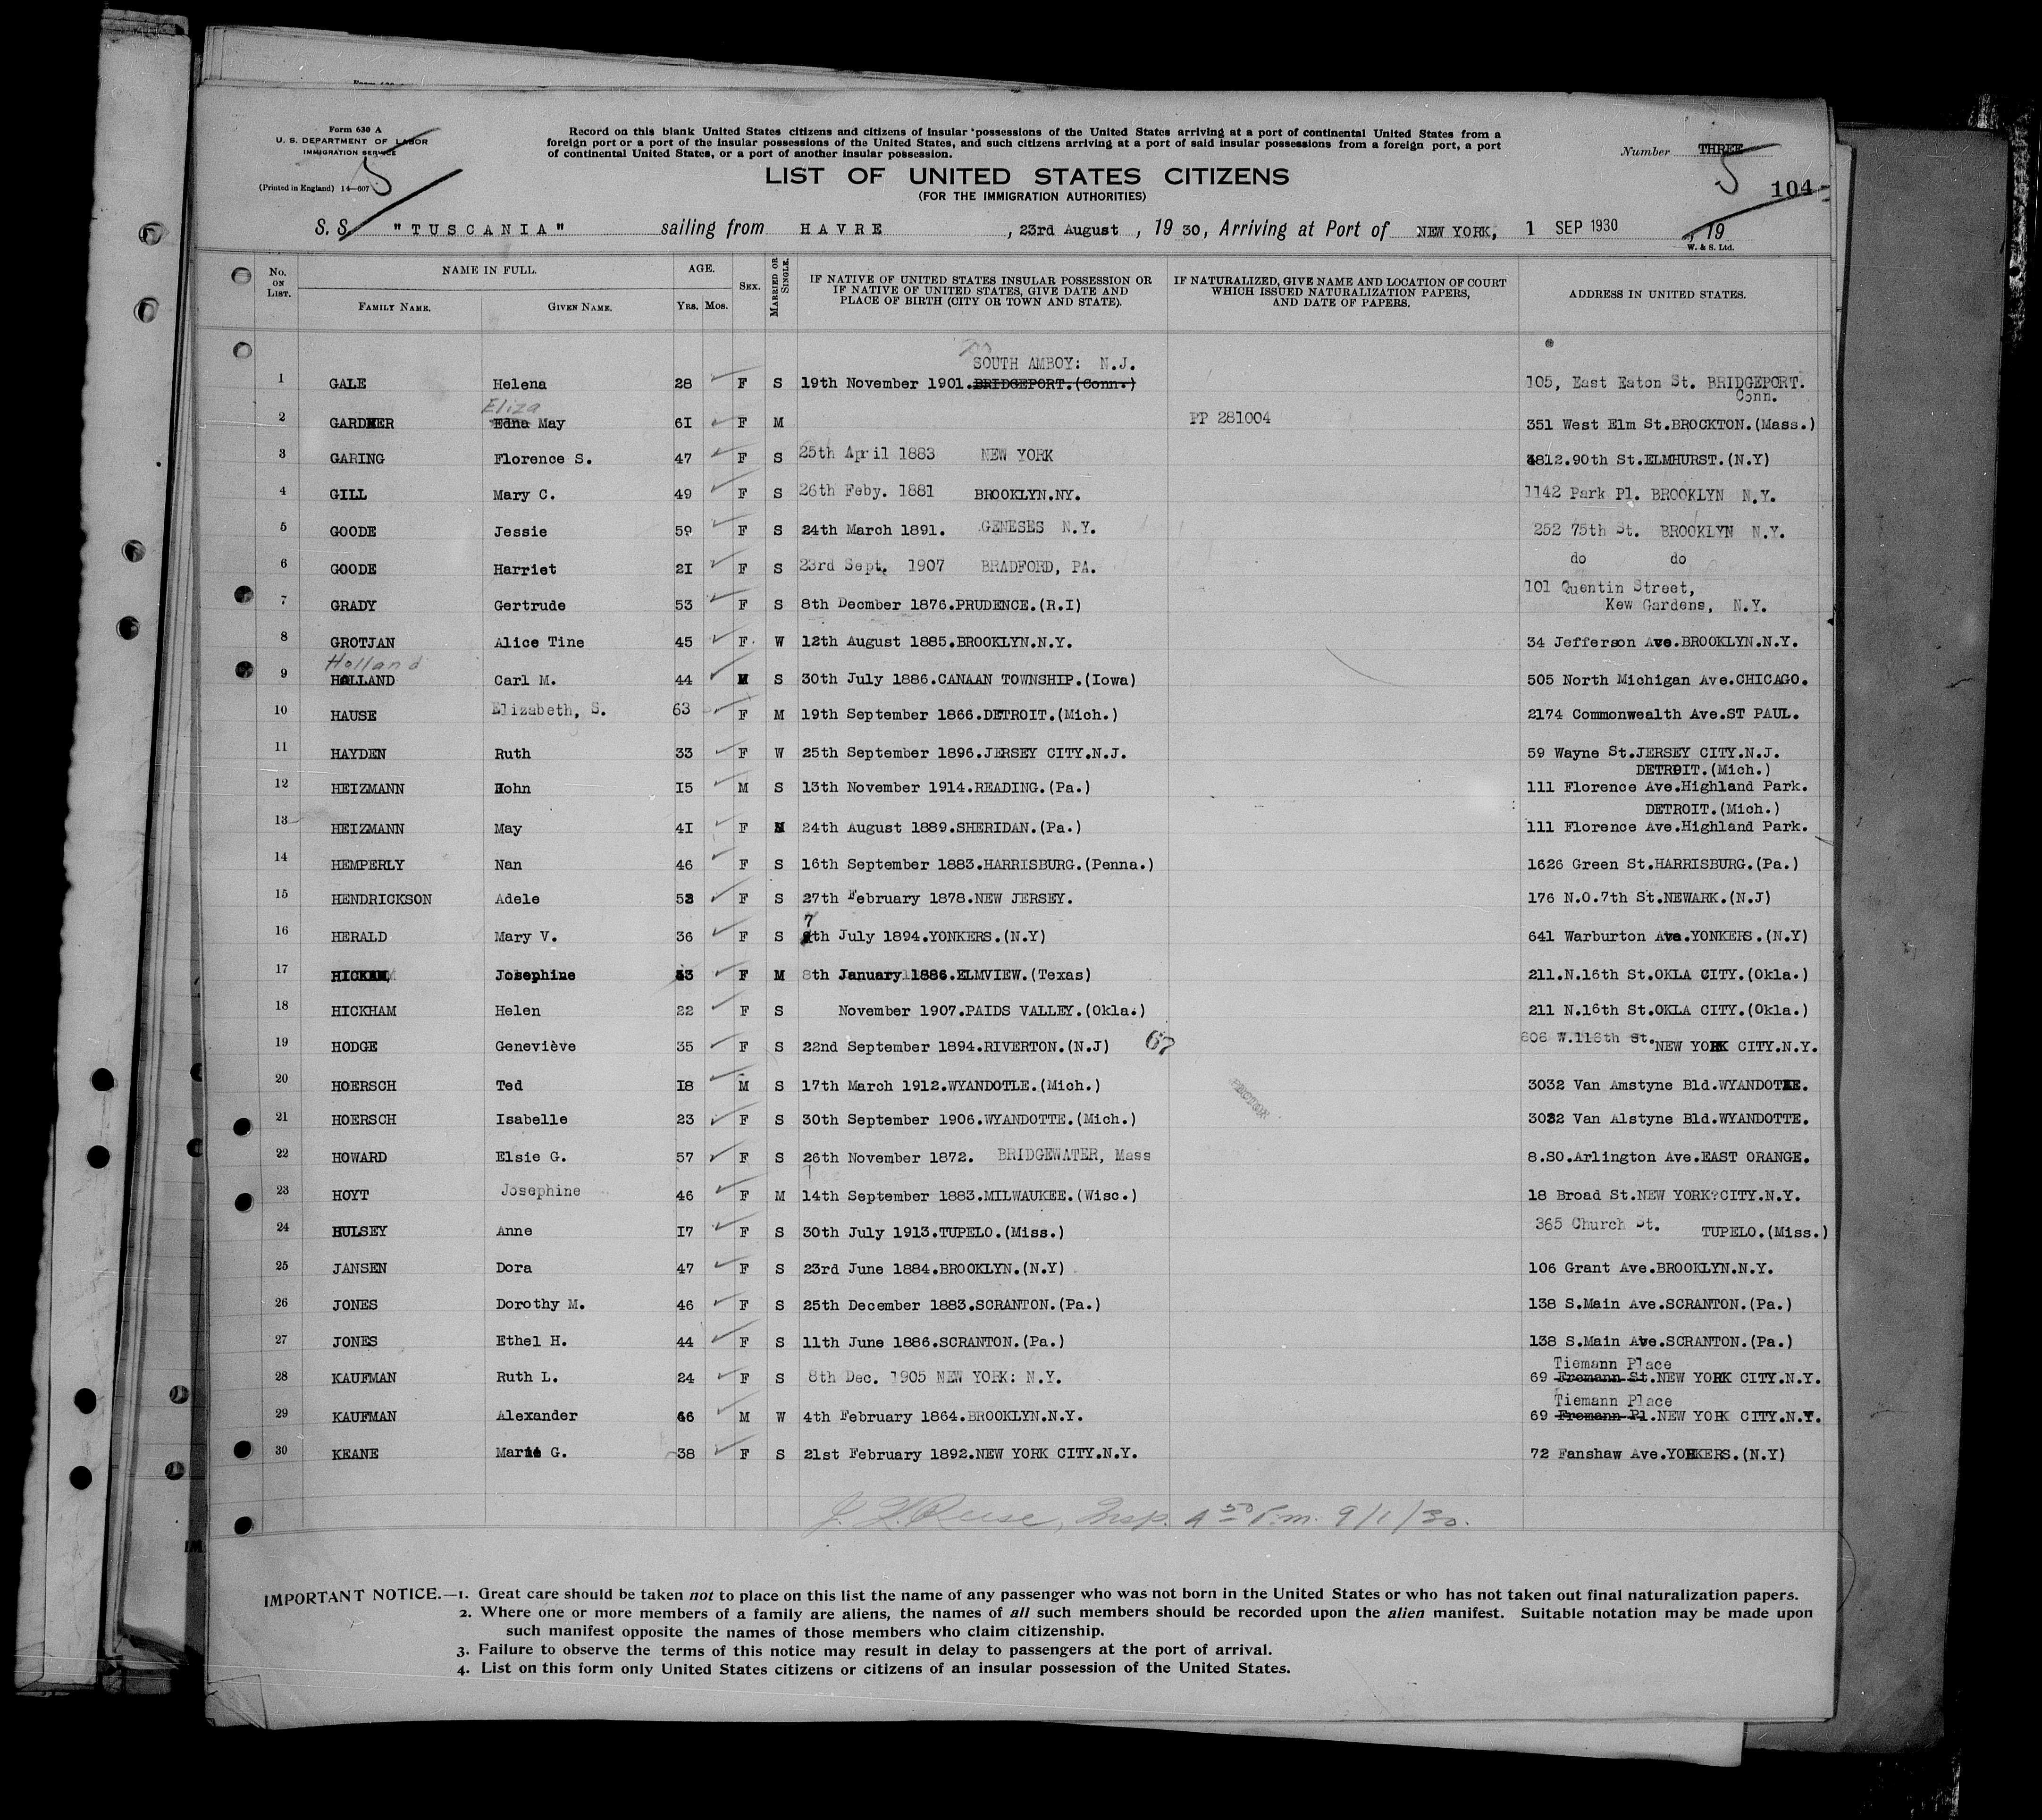 Form 630 A
U. S. DEPARTMENT OF LABOR
IMMIGRATION SERVICE
(Printed in England) 14—607
5
Record on this blank United States citizens and citizens of insular possessions of the United States arriving at a port of continental United States from a
foreign port or a port of the insular possessions of the United States, and such citizens arriving at a port of said insular possessions from a foreign port, a port
of continental United States, or a port of another insular possession.
Number THREE
5
104
LIST OF UNITED STATES CITIZENS
(FOR THE IMMIGRATION AUTHORITIES)
S. S. "TUSCANIA" sailing from HAVRE, 23rd August, 19 30, Arriving at Port of NEW YORK, 1 SEP 1930, 19
W. & S. Ltd.
No. ON LIST. NAME IN FULL. AGE. SEX. MARRIED OR SINGLE. IF NATIVE OF UNITED STATES INSULAR POSSESSION OR IF NATIVE OF UNITED STATES, GIVE DATE AND PLACE OF BIRTH (CITY OR TOWN AND STATE). IF NATURALIZED, GIVE NAME AND LOCATION OF COURT WHICH ISSUED NATURALIZATION PAPERS, AND DATE OF PAPERS. ADDRESS IN UNITED STATES.
FAMILY NAME. GIVEN NAME. Yrs. Mos.
SOUTH AMBOY: N.J.
1 GALE Helena 28 F S 19th November 1901.BRIDGEPORT.(Conn.) 105, East Eaton St. BRIDGEPORT.
Conn.
Eliza
2 GARDNER Edna May 61 F M PP 281004 351 West Elm St.BROCKTON.(Mass.)
3 GARING Florence S. 47 F S 25th April 1883 NEW YORK 4812.90th St.ELMHURST.(N.Y)
4 GILL Mary C. 49 F S 26th Feby. 1881 BROOKLYN.NY. 1142 Park Pl. BROOKLYN N.Y.
5 GOODE Jessie 59 F S 24th March 1891. GENESES N.Y. 252 75th St. BROOKLYN N.Y.
6 GOODE Harriet 21 F S 23rd Sept. 1907 BRADFORD, PA. do do
7 GRADY Gertrude 53 F S 8th Decmber 1876.PRUDENCE.(R.I) 101 Quentin Street,
Kew Gardens, N.Y.
8 GROTJAN Alice Tine 45 F W 12th August 1885.BROOKLYN.N.Y. 34 Jefferson Ave.BROOKLYN.N.Y.
Holland
9 HOLLAND Carl M. 44 M S 30th July 1886.CANAAN TOWNSHIP.(Iowa) 505 North Michigan Ave.CHICAGO.
10 HAUSE Elizabeth, S. 63 F M 19th September 1866.DETROIT.(Mich.) 2174 Commonwealth Ave.ST PAUL.
11 HAYDEN Ruth 33 F W 25th September 1896.JERSEY CITY.N.J. 59 Wayne St.JERSEY CITY.N.J.
DETROIT.(Mich.)
12 HEIZMANN John 15 M S 13th November 1914.READING.(Pa.) 111 Florence Ave.Highland Park.
DETROIT.(Mich.)
13 HEIZMANN May 41 F M 24th August 1889.SHERIDAN.(Pa.) 111 Florence Ave.Highland Park.
14 HEMPERLY Nan 46 F S 16th September 1883.HARRISBURG.(Penna.) 1626 Green St.HARRISBURG.(Pa.)
15 HENDRICKSON Adele 52 F S 27th February 1878.NEW JERSEY. 176 N.O.7th St.NEWARK.(N.J)
16 HERALD Mary V. 36 F S 7th July 1894.YONKERS.(N.Y) 641 Warburton Ave.YONKERS.(N.Y)
17 Josephine 43 F M 8th January 1886.ELMVIEW.(Texas) 211.N.16th St.OKLA CITY.(Okla.)
18 HICKHAM Helen 22 F S November 1907.PAIDS VALLEY.(Okla.) 211 N.16th St.OKLA CITY.(Okla.)
19 HODGE Geneviève 35 F S 22nd September 1894.RIVERTON.(N.J) 67 W.116th St.NEW YORK CITY.N.Y.
20 HOERSCH Ted 18 M S 17th March 1912.WYANDOTLE.(Mich.) 3032 Van Amstyne Bld.WYANDOTTE.
21 HOERSCH Isabelle 23 F S 30th September 1906.WYANDOTTE.(Mich.) 3032 Van Alstyne Bld.WYANDOTTE.
22 HOWARD Elsie G. 57 F S 26th November 1872. BRIDGEWATER, Mass 8.SO.Arlington Ave.EAST ORANGE.
23 HOYT Josephine 46 F M 14th September 1883.MILWAUKEE.(Wisc.) 18 Broad St.NEW YORK?CITY.N.Y.
24 HULSEY Anne 17 F S 30th July 1913.TUPELO.(Miss.) 365 Church St. TUPELO.(Miss.)
25 JANSEN Dora 47 F S 23rd June 1884.BROOKLYN.(N.Y) 106 Grant Ave.BROOKLYN.N.Y.
26 JONES Dorothy M. 46 F S 25th December 1883.SCRANTON.(Pa.) 138 S.Main Ave.SCRANTON.(Pa.)
27 JONES Ethel H. 44 F S 11th June 1886.SCRANTON.(Pa.) 138 S.Main Ave.SCRANTON.(Pa.)
Tiemann Place
28 KAUFMAN Ruth L. 24 F S 8th Dec. 1905 NEW YORK: N.Y. 69 Fremann St.NEW YORK CITY.N.Y.
Tiemann Place
29 KAUFMAN Alexander 66 M W 4th February 1864.BROOKLYN.N.Y. 69 Fremann Pl.NEW YORK CITY.N.Y.
30 KEANE Marie G. 38 F S 21st February 1892.NEW YORK CITY.N.Y. 72 Fanshaw Ave.YONKERS.(N.Y)
Insp. 4 50 P.m. 9/1/30.
IMPORTANT NOTICE.—1. Great care should be taken not to place on this list the name of any passenger who was not born in the United States or who has not taken out final naturalization papers.
2. Where one or more members of a family are aliens, the names of all such members should be recorded upon the alien manifest. Suitable notation may be made upon
such manifest opposite the names of those members who claim citizenship.
3. Failure to observe the terms of this notice may result in delay to passengers at the port of arrival.
4. List on this form only United States citizens or citizens of an insular possession of the United States.